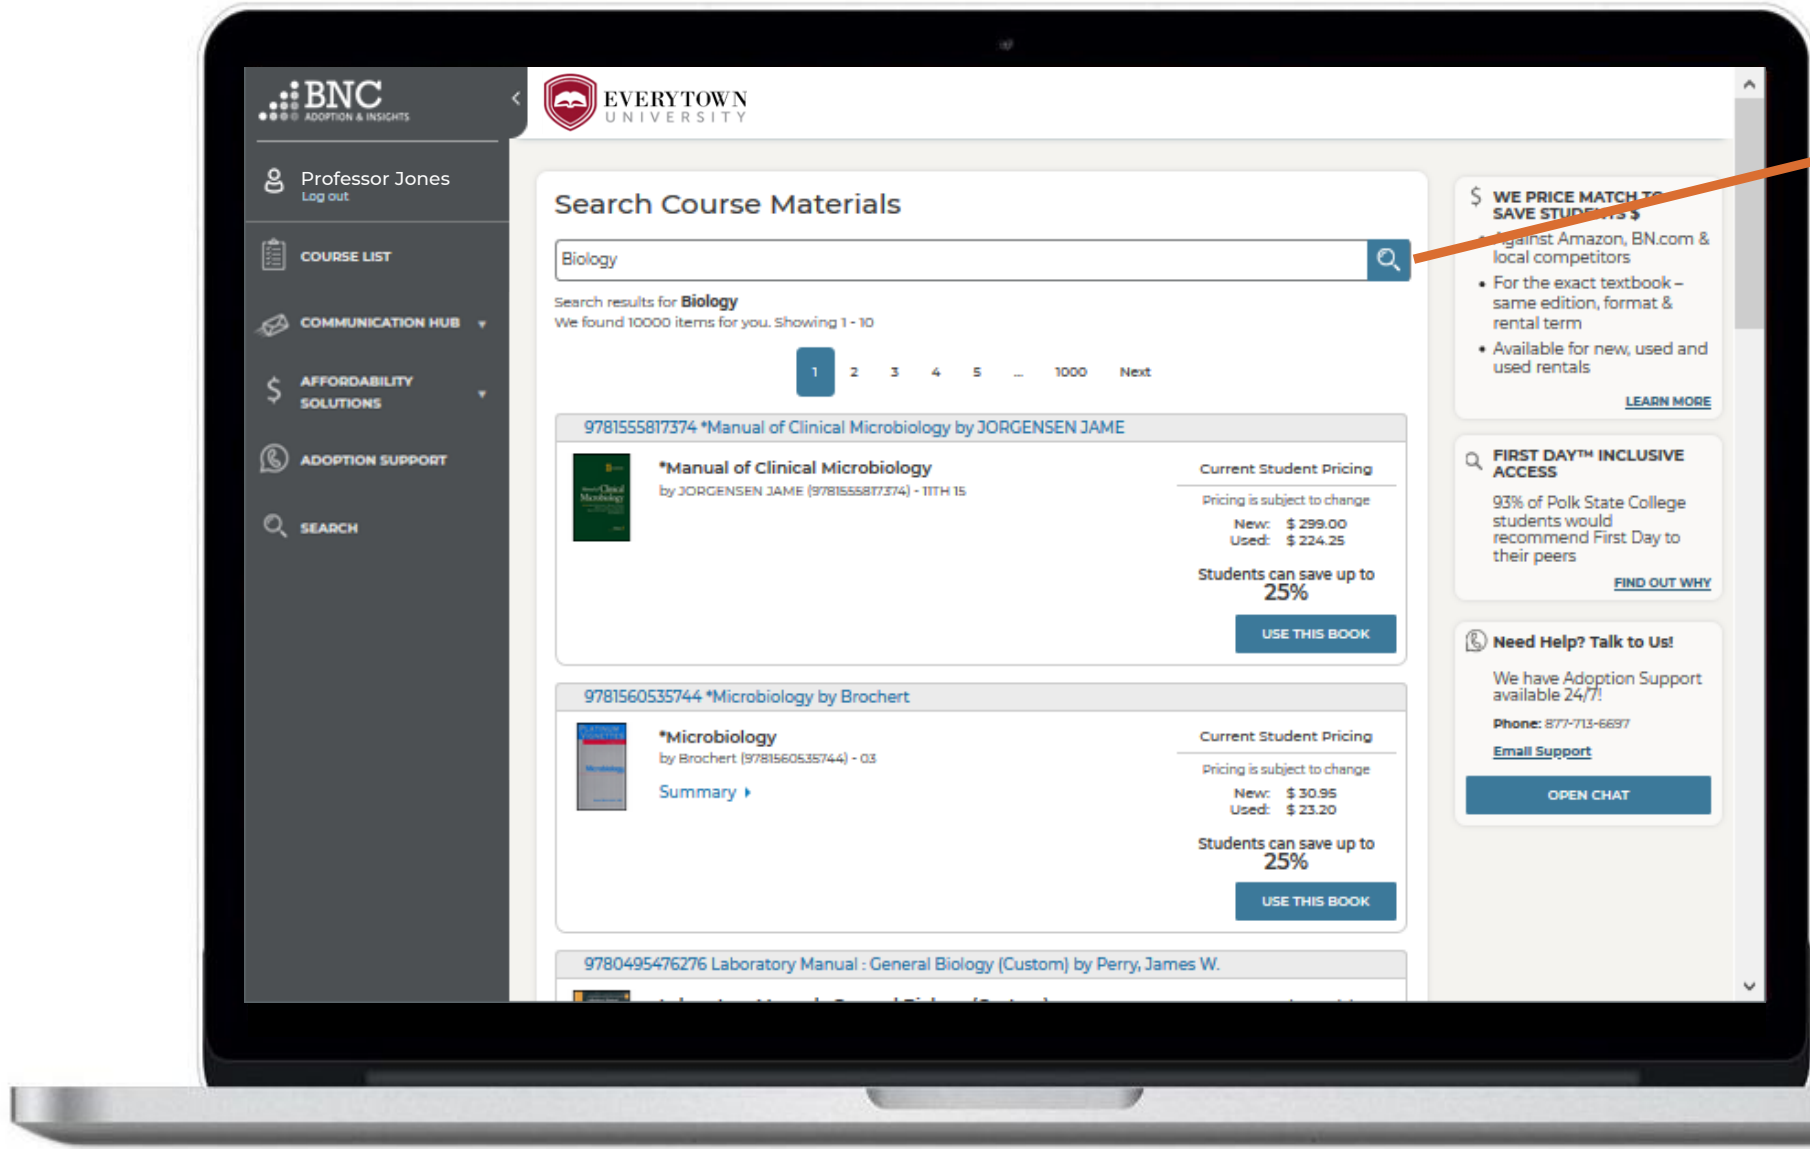 BNC
ADOPTION & INSIGHTS
Professor Jones
Log out
COURSE LIST
COMMUNICATION HUB
AFFORDABILITY
SOLUTIONS
ADOPTION SUPPORT
SEARCH
EVERYTOWN
UNIVERSITY
Search Course Materials
Biology
Search results for Biology
We found 10000 items for you. Showing 1 - 10
1 2 3 4 5 ... 1000 Next
9781555817374 *Manual of Clinical Microbiology by JORGENSEN JAME
Clinical
Microbiology
*Manual of Clinical Microbiology
by JORGENSEN JAME (9781555817374) - 11TH 15
Current Student Pricing
Pricing is subject to change
New: $ 299.00
Used: $ 224.25
Students can save up to
25%
USE THIS BOOK
9781560535744 *Microbiology by Brochert
PLATINUM
VIGNETTES
Microbiology
*Microbiology
by Brochert (9781560535744) - 03
Summary
Current Student Pricing
Pricing is subject to change
New: $ 30.95
Used: $ 23.20
Students can save up to
25%
USE THIS BOOK
9780495476276 Laboratory Manual : General Biology (Custom) by Perry, James W.
$ WE PRICE MATCH TO
SAVE STUDENTS $
• Against Amazon, BN.com &
local competitors
• For the exact textbook –
same edition, format &
rental term
• Available for new, used and
used rentals
LEARN MORE
FIRST DAY™ INCLUSIVE
ACCESS
93% of Polk State College
students would
recommend First Day to
their peers
FIND OUT WHY
Need Help? Talk to Us!
We have Adoption Support
available 24/7!
Phone: 877-713-6697
Email Support
OPEN CHAT